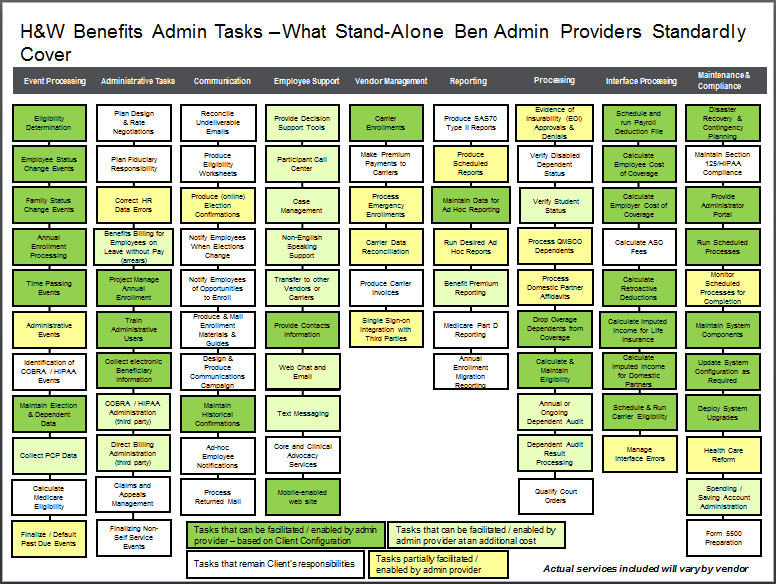 H&W Benefits Admin Tasks –What Stand-Alone Ben Admin Providers Standardly
Cover
Event Processing
Administrative Tasks
Communication
Employee Support
Vendor Management
Reporting
Processing
Interface Processing
Maintenance &
Compliance
Eligibility
Determination
Employee Status
Change Events
Family Status
Change Events
Annual
Enrollment
Processing
Time Passing
Events
Administrative
Events
Identification of
COBRA / HIPAA
Events
Maintain Election
& Dependent
Data
Collect PCP Data
Calculate
Medicare
Eligibility
Finalize / Default
Past Due Events
Plan Design
& Rate
Negotiations
Plan Fiduciary
Responsibility
Correct HR
Data Errors
Benefits Billing for
Employees on
Leave without Pay
(arrears)
Project Manage
Annual
Enrollment
Train
Administrative
Users
Collect electronic
Beneficiary
Information
COBRA / HIPAA
Administration
(third party)
Direct Billing
Administration
(third party)
Claims and
Appeals
Management
Finalizing Non-
Self Service
Events
Reconcile
Undeliverable
Emails
Produce
Eligibility
Worksheets
Produce (online)
Election
Confirmations
Notify Employees
When Elections
Change
Notify Employees
of Opportunities
to Enroll
Produce & Mail
Enrollment
Materials &
Guides
Design &
Produce
Communications
Campaign
Maintain
Historical
Confirmations
Ad-hoc
Employee
Notifications
Process
Returned Mail
Provide Decision
Support Tools
Participant Call
Center
Case
Management
Non-English
Speaking
Support
Transfer to other
Vendors or
Carriers
Provide Contacts
Information
Web Chat and
Email
Text Messaging
Core and Clinical
Advocacy
Services
Mobile-enabled
web site
Carrier
Enrollments
Make Premium
Payments to
Carriers
Process
Emergency
Enrollments
Carrier Data
Reconciliation
Produce Carrier
Invoices
Single Sign-on
Integration with
Third Parties
Produce SAS70
Type II Reports
Produce
Scheduled
Reports
Maintain Data for
Ad Hoc Reporting
Run Desired Ad
Hoc Reports
Benefit Premium
Reporting
Medicare Part D
Reporting
Annual
Enrollment
Migration
Reporting
Evidence of
Insurability (EOI)
Approvals &
Denials
Verify Disabled
Dependent
Status
Verify Student
Status
Process QMSCO
Dependents
Process
Domestic Partner
Affidavits
Drop Overage
Dependents from
Coverage
Calculate &
Maintain
Eligibility
Annual or
Ongoing
Dependent Audit
Dependent Audit
Result
Processing
Qualify Court
Orders
Schedule and
run Payroll
Deduction File
Calculate
Employee Cost
of Coverage
Calculate
Employer Cost of
Coverage
Calculate ASO
Fees
Calculate
Retroactive
Deductions
Calculate Imputed
Income for Life
Insurance
Calculate
Imputed Income
for Domestic
Partners
Schedule & Run
Carrier Eligibility
Manage
Interface Errors
Disaster
Recovery &
Contingency
Planning
Maintain Section
125/HIPAA
Compliance
Provide
Administrator
Portal
Run Scheduled
Processes
Monitor
Scheduled
Processes for
Completion
Maintain System
Components
Update System
Configuration as
Required
Deploy System
Upgrades
Health Care
Reform
Spending /
Saving Account
Administration
Form 5500
Preparation
Tasks that can be facilitated / enabled by admin
provider – based on Client Configuration
Tasks that can be facilitated / enabled by
admin provider at an additional cost
Tasks that remain Client's responsibilities
Tasks partially facilitated /
enabled by admin provider
Actual services included will vary by vendor